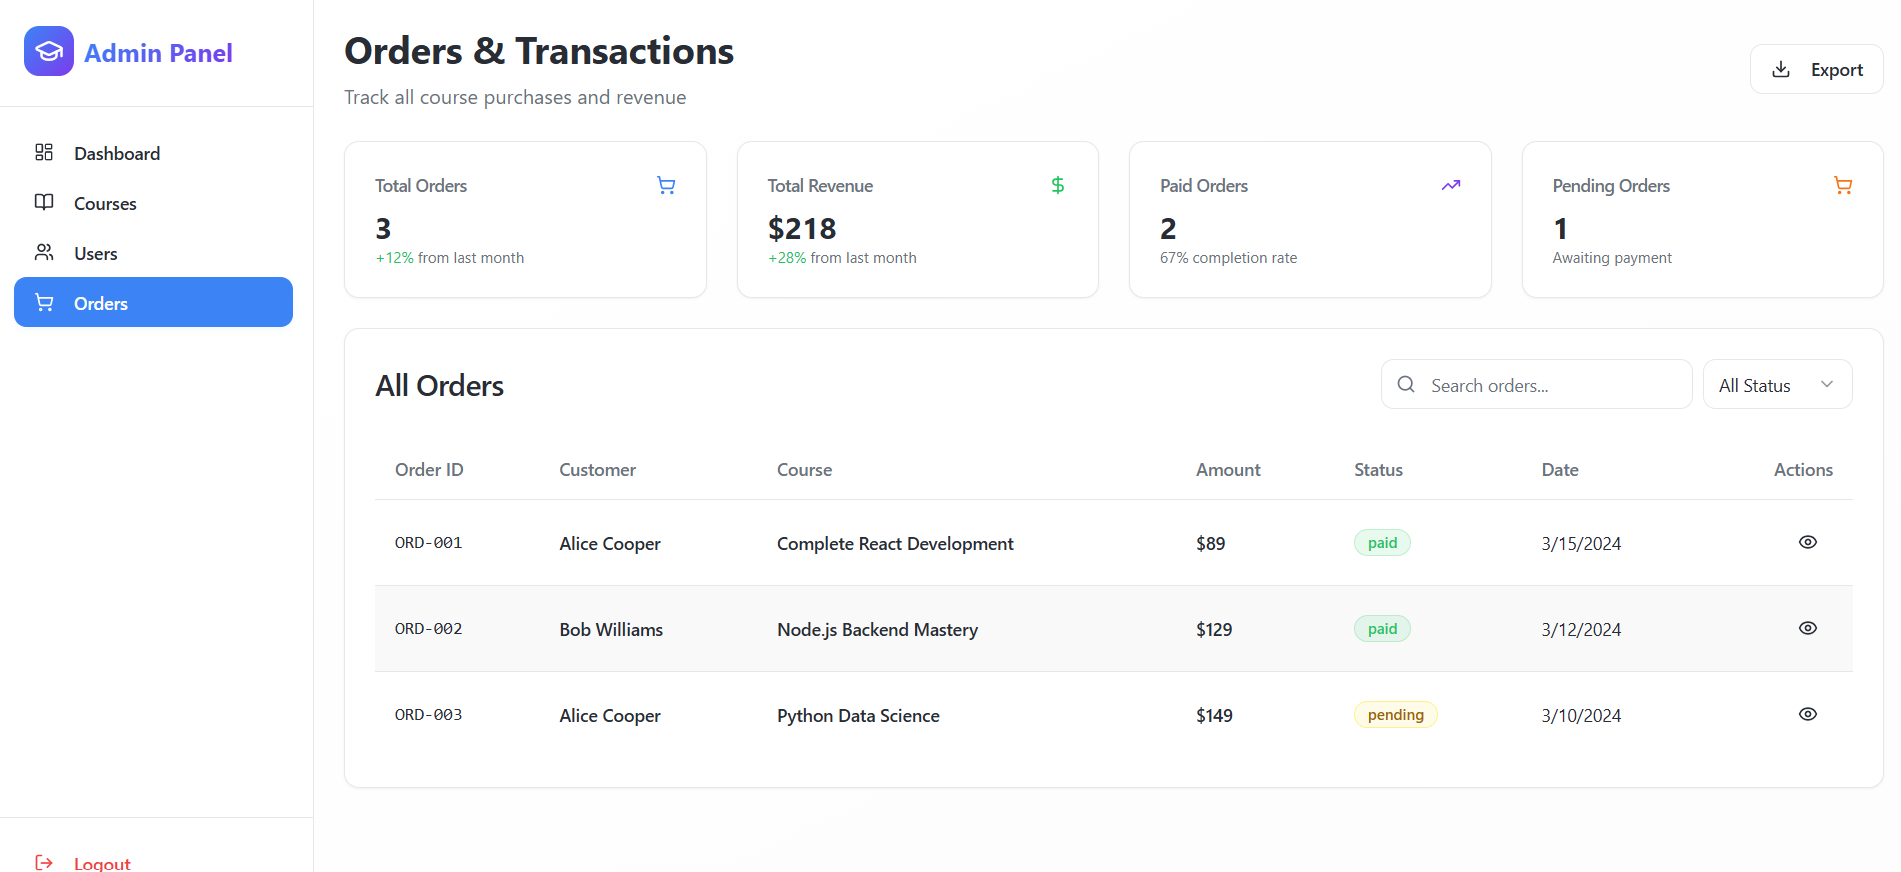 Admin Panel
Dashboard
Courses
Users
Orders
Logout
Orders & Transactions
Track all course purchases and revenue
Export
Total Orders
3
+12% from last month
Total Revenue
$218
+28% from last month
Paid Orders
2
67% completion rate
Pending Orders
1
Awaiting payment
All Orders
Search orders...
All Status
Order ID Customer Course Amount Status Date Actions
ORD-001 Alice Cooper Complete React Development $89 paid 3/15/2024
ORD-002 Bob Williams Node.js Backend Mastery $129 paid 3/12/2024
ORD-003 Alice Cooper Python Data Science $149 pending 3/10/2024